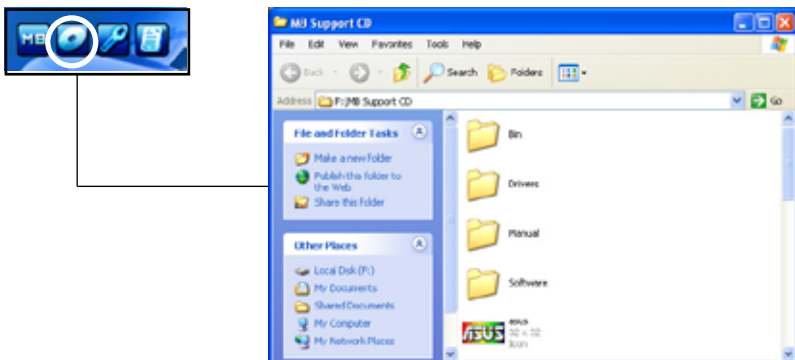 MB
MB Support CD
File Edit View Favorites Tools Help
Back Search Folders
Address F:\MB Support CD Go
File and Folder Tasks
Make a new folder
Publish this folder to
the Web
Share this folder
Other Places
Local Disk (F:)
My Documents
Shared Documents
My Computer
My Network Places
Bin
Drivers
Manual
Software
ASUS
asus
32 x 32
Icon